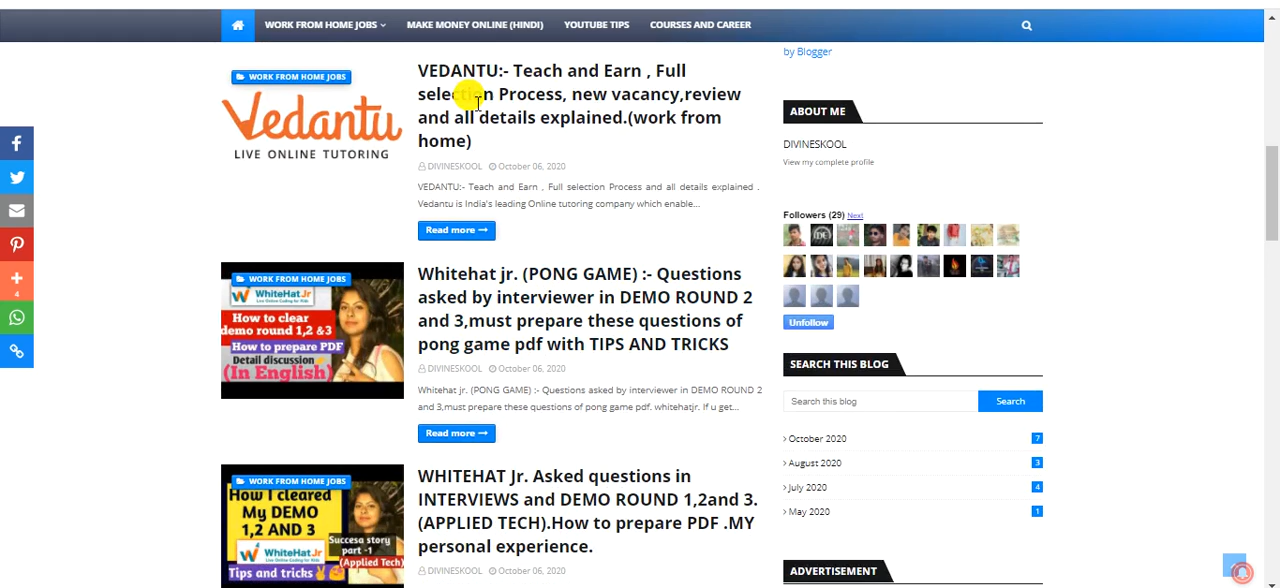 WORK FROM HOME JOBS
MAKE MONEY ONLINE (HINDI)
YOUTUBE TIPS
COURSES AND CAREER
by Blogger
WORK FROM HOME JOBS
Vedantu
LIVE ONLINE TUTORING
VEDANTU:- Teach and Earn , Full
selection Process, new vacancy,review
and all details explained.(work from
home)
DIVINESKOOL October 06, 2020
VEDANTU:- Teach and Earn , Full selection Process and all details explained .
Vedantu is India's leading Online tutoring company which enable...
Read more →
ABOUT ME
DIVINESKOOL
View my complete profile
Followers (29) Next
Unfollow
WORK FROM HOME JOBS
WhiteHat Jr
Live Online Coding for Kids
How to clear
demo round 1,2 &3
How to prepare PDF
Detail discussion
(In English)
Whitehat jr. (PONG GAME) :- Questions
asked by interviewer in DEMO ROUND 2
and 3,must prepare these questions of
pong game pdf with TIPS AND TRICKS
DIVINESKOOL October 06, 2020
Whitehat jr. (PONG GAME) :- Questions asked by interviewer in DEMO ROUND 2
and 3,must prepare these questions of pong game pdf. whitehatjr. If u get...
Read more →
SEARCH THIS BLOG
Search this blog
Search
October 2020 7
August 2020 3
July 2020 4
May 2020 1
4
WORK FROM HOME JOBS
How I cleared
My DEMO
1,2 AND 3
WhiteHat Jr
Succesa story
part -1
(Applied Tech)
Tips and tricks
WHITEHAT Jr. Asked questions in
INTERVIEWS and DEMO ROUND 1,2and 3.
(APPLIED TECH).How to prepare PDF .MY
personal experience.
DIVINESKOOL October 06, 2020
ADVERTISEMENT